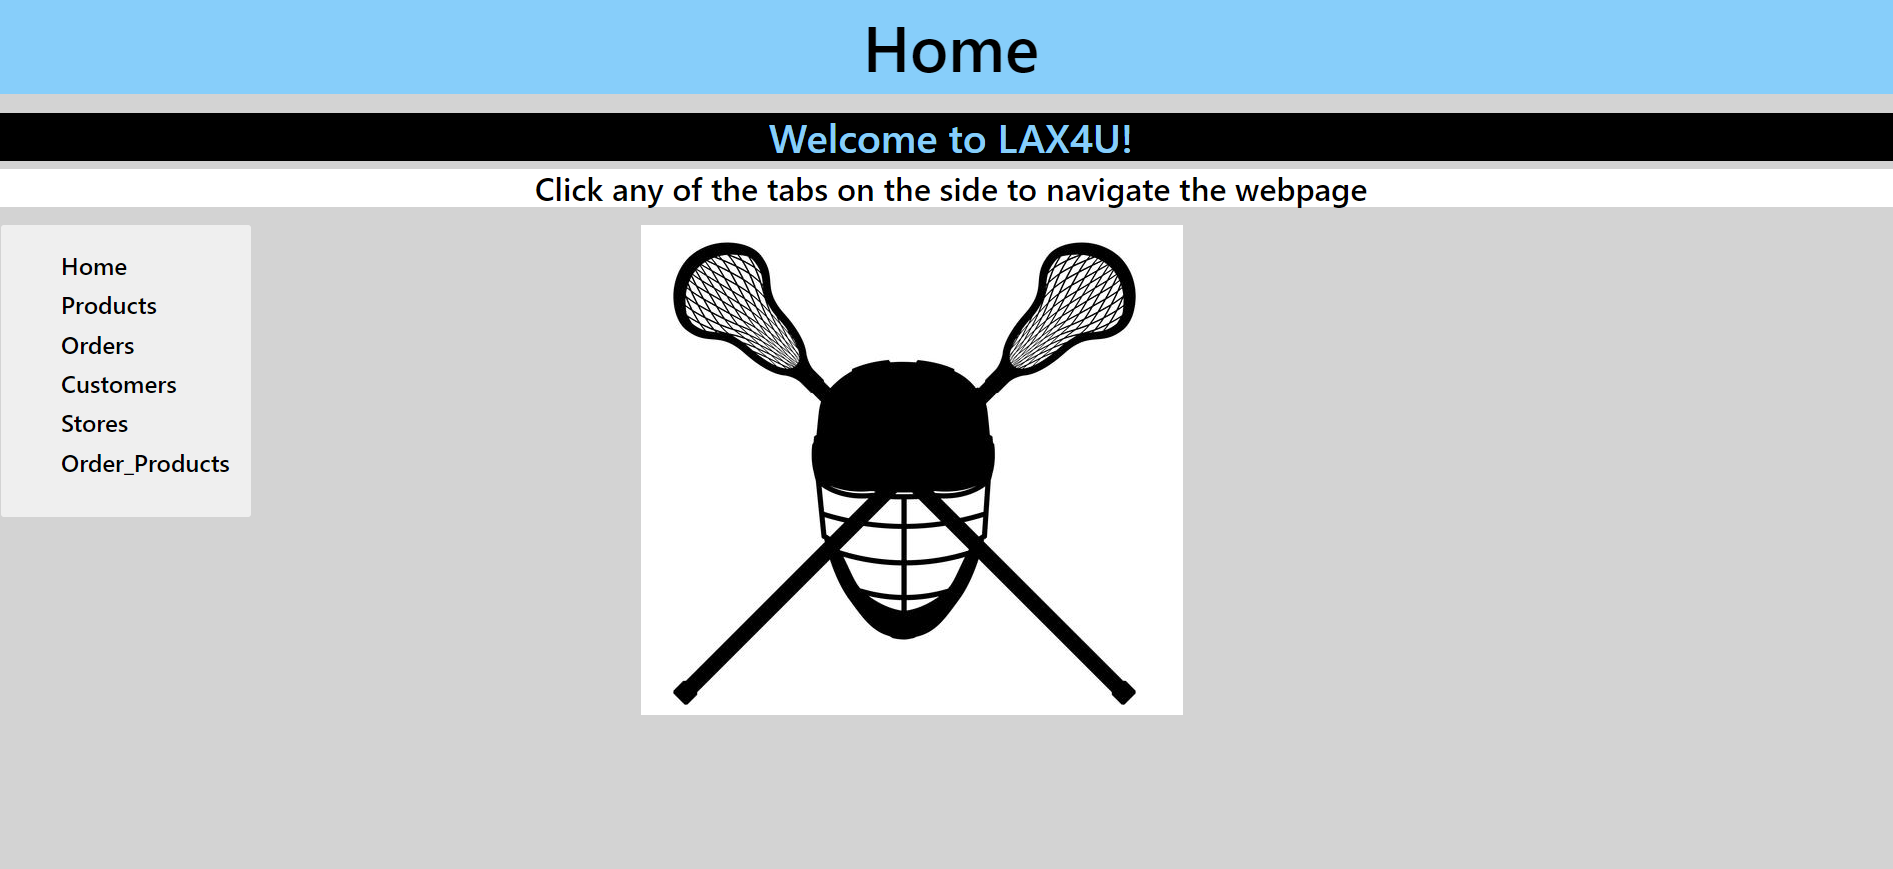 Home
Welcome to LAX4U!
Click any of the tabs on the side to navigate the webpage
Home
Products
Orders
Customers
Stores
Order_Products